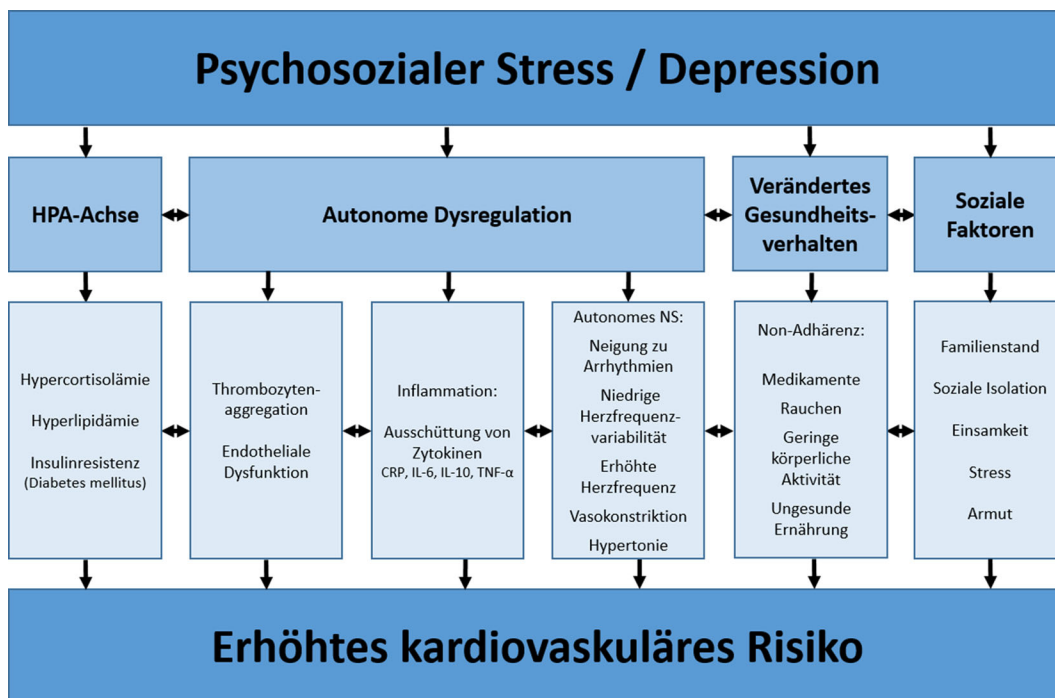 Psychosozialer Stress / Depression
HPA-Achse
Autonome Dysregulation
Verändertes
Gesundheits-
verhalten
Soziale
Faktoren
Hypercortisolämie
Hyperlipidämie
Insulinresistenz
(Diabetes mellitus)
Thrombozyten-
aggregation
Endotheliale
Dysfunktion
Inflammation:
Ausschüttung von
Zytokinen
CRP, IL-6, IL-10, TNF-α
Autonomes NS:
Neigung zu
Arrhythmien
Niedrige
Herzfrequenz-
variabilität
Erhöhte
Herzfrequenz
Vasokonstriktion
Hypertonie
Non-Adhärenz:
Medikamente
Rauchen
Geringe
körperliche
Aktivität
Ungesunde
Ernährung
Familienstand
Soziale Isolation
Einsamkeit
Stress
Armut
Erhöhtes kardiovaskuläres Risiko